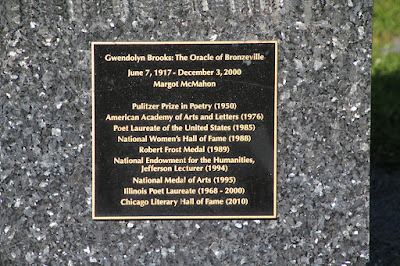 Gwendolyn Brooks: The Oracle of Bronzeville
June 7, 1917 - December 3, 2000
Margot McMahon
Pulitzer Prize in Poetry (1950)
American Academy of Arts and Letters (1976)
Poet Laureate of the United States (1985)
National Women's Hall of Fame (1988)
Robert Frost Medal (1989)
National Endowment for the Humanities,
Jefferson Lecturer (1994)
National Medal of Arts (1995)
Illinois Poet Laureate (1968 - 2000)
Chicago Literary Hall of Fame (2010)